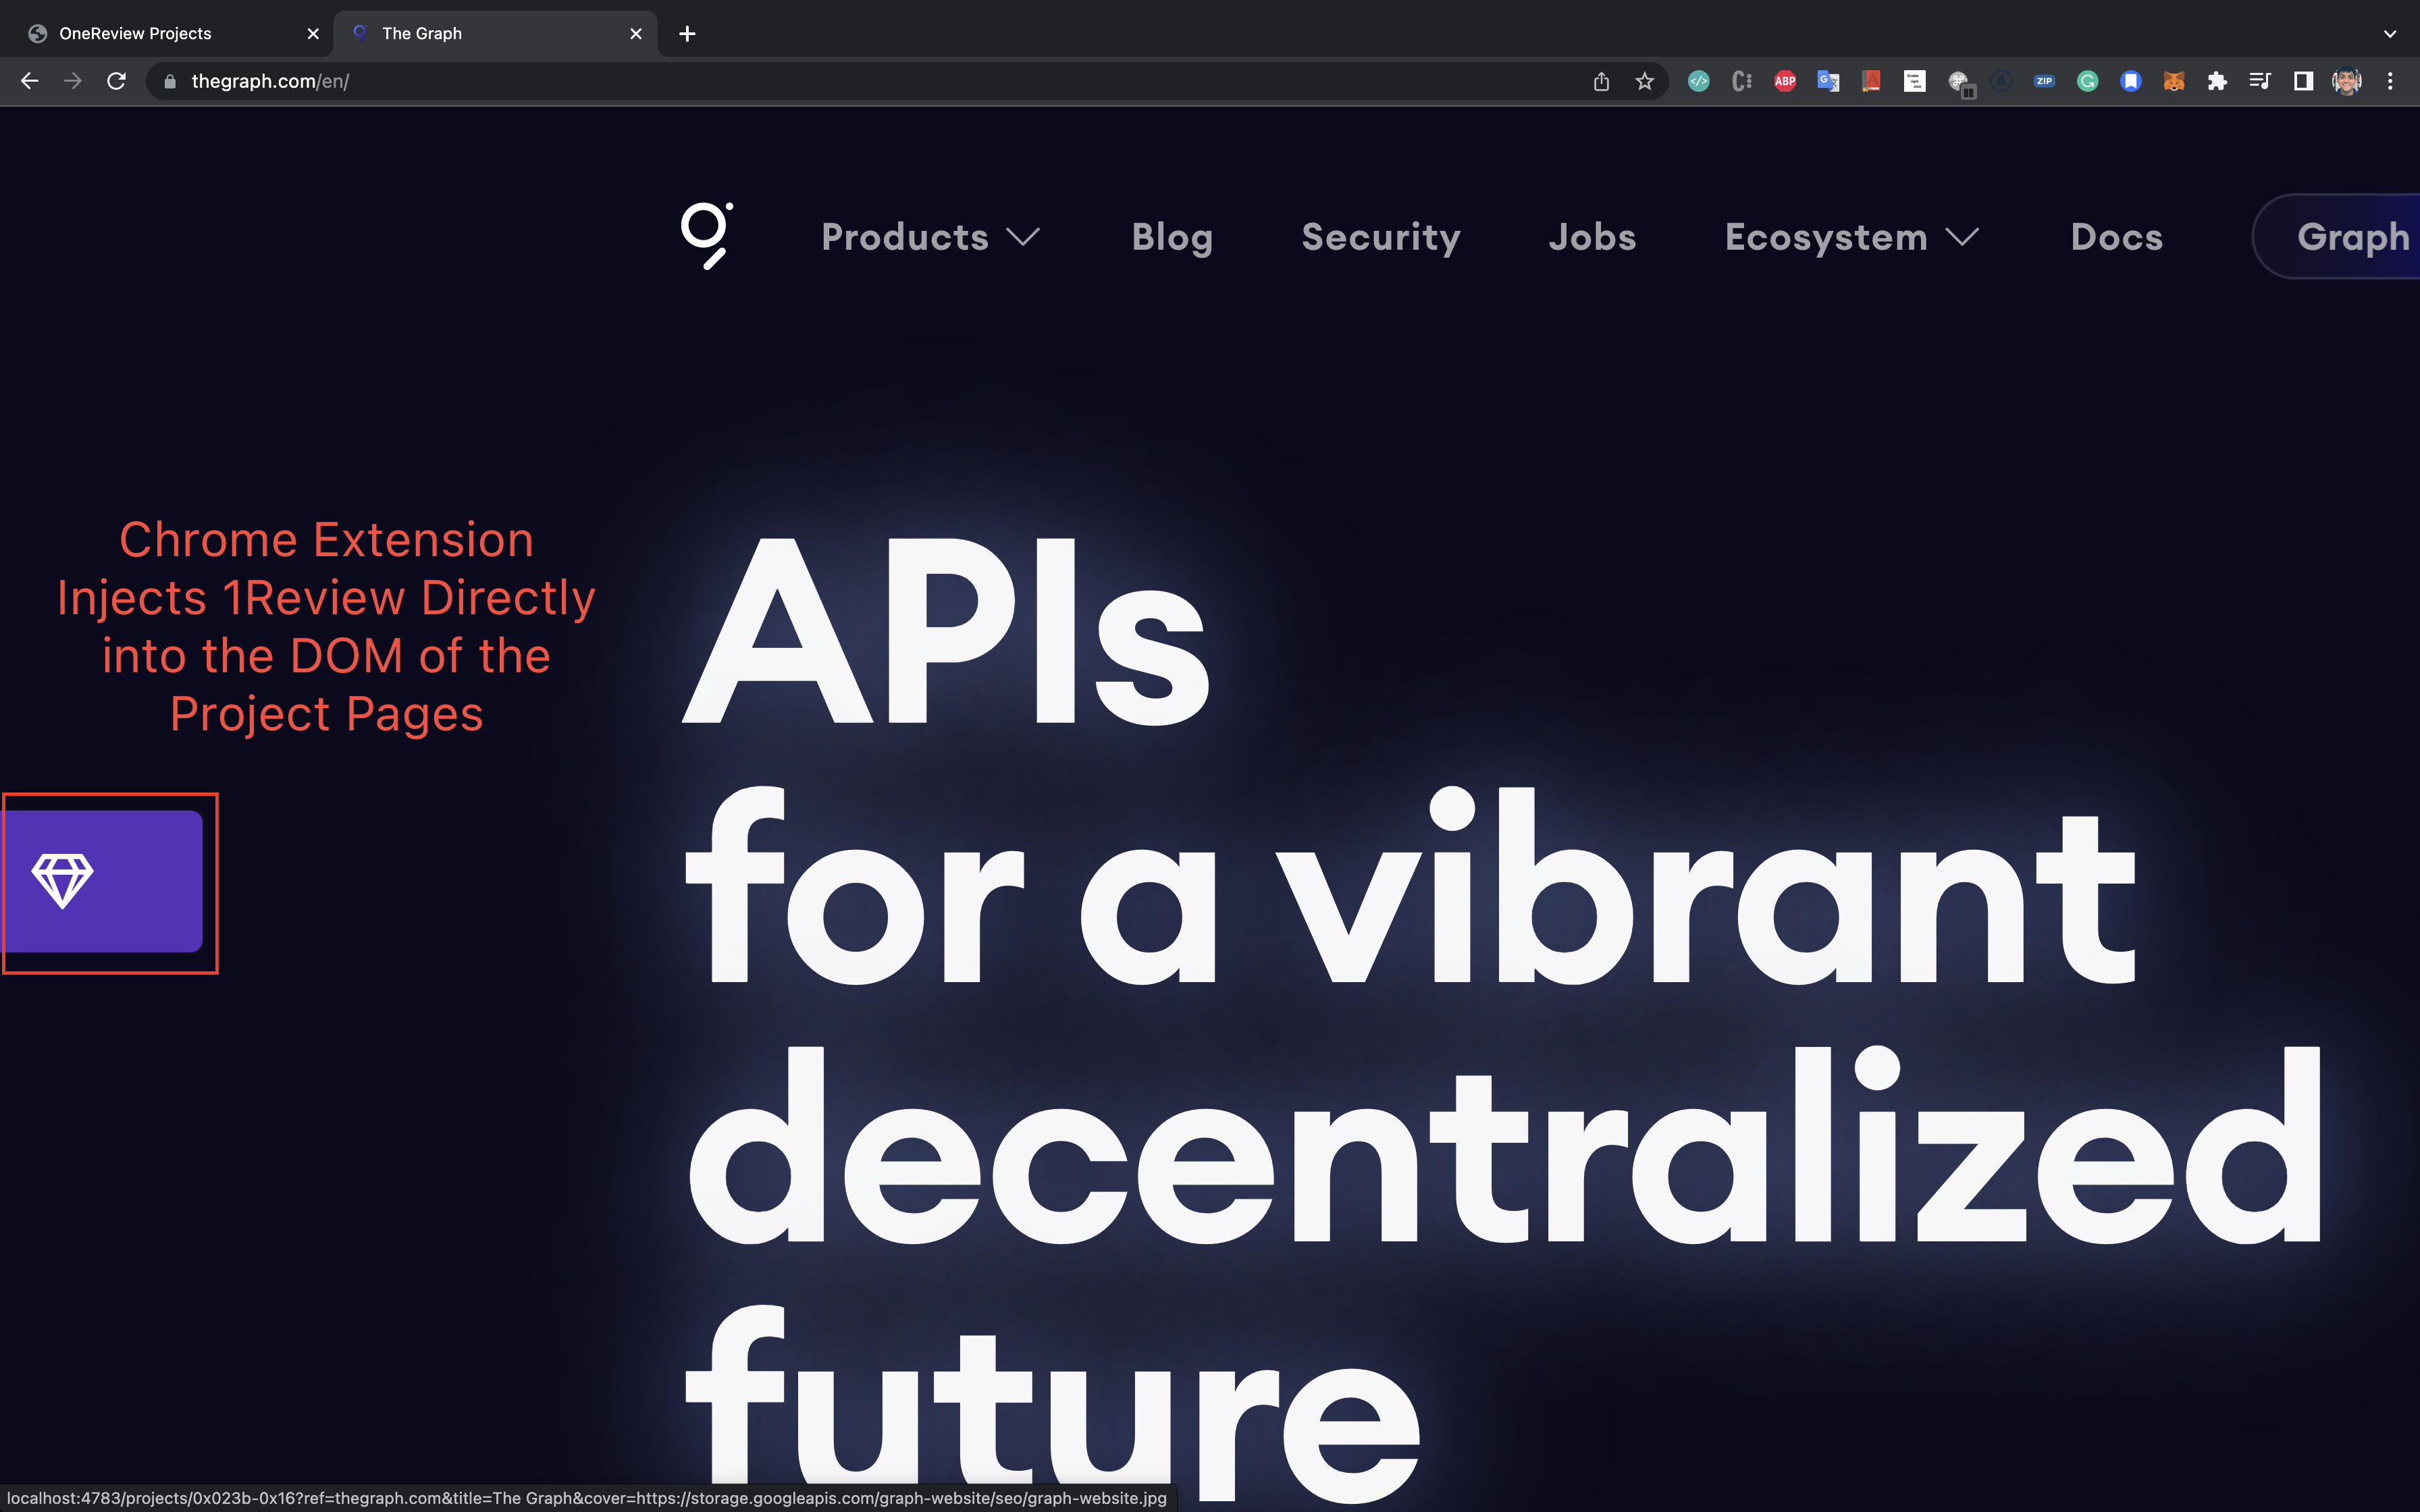 OneReview Projects
The Graph
thegraph.com/en/
ABP
ZIP
Products
Blog
Security
Jobs
Ecosystem
Docs
Graph
Chrome Extension
Injects 1Review Directly
into the DOM of the
Project Pages
APIs
for a vibrant
decentralized
future
localhost:4783/projects/0x023b-0x16?ref=thegraph.com&title=The Graph&cover=https://storage.googleapis.com/graph-website/seo/graph-website.jpg